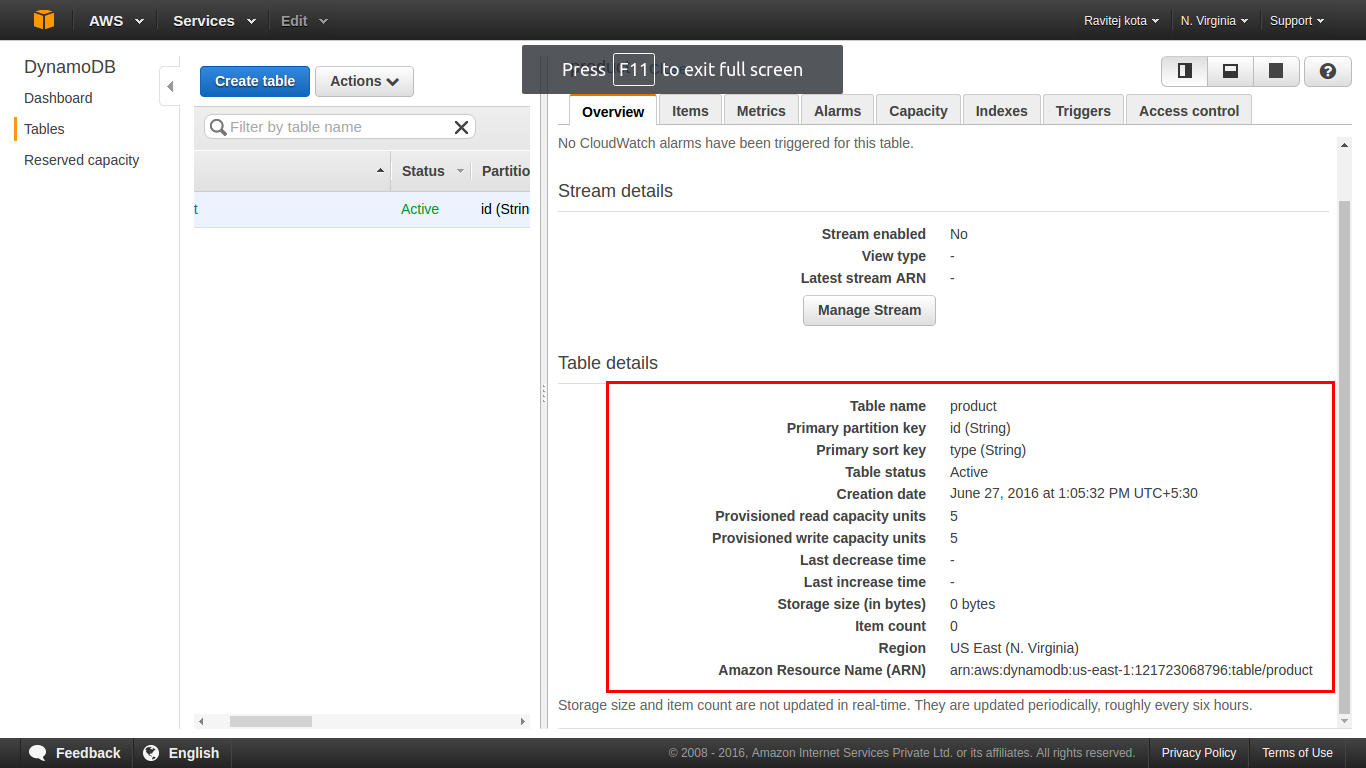 AWS Services Edit Ravitej kota N. Virginia Support
DynamoDB
Dashboard
Tables
Reserved capacity
Create table Actions
Filter by table name
Status Partitio
t Active id (Strin
Press F11 to exit full screen
Overview Items Metrics Alarms Capacity Indexes Triggers Access control
No CloudWatch alarms have been triggered for this table.
Stream details
Stream enabled No
View type -
Latest stream ARN -
Manage Stream
Table details
Table name product
Primary partition key id (String)
Primary sort key type (String)
Table status Active
Creation date June 27, 2016 at 1:05:32 PM UTC+5:30
Provisioned read capacity units 5
Provisioned write capacity units 5
Last decrease time -
Last increase time -
Storage size (in bytes) 0 bytes
Item count 0
Region US East (N. Virginia)
Amazon Resource Name (ARN) arn:aws:dynamodb:us-east-1:121723068796:table/product
Storage size and item count are not updated in real-time. They are updated periodically, roughly every six hours.
Feedback English © 2008 - 2016, Amazon Internet Services Private Ltd. or its affiliates. All rights reserved. Privacy Policy Terms of Use